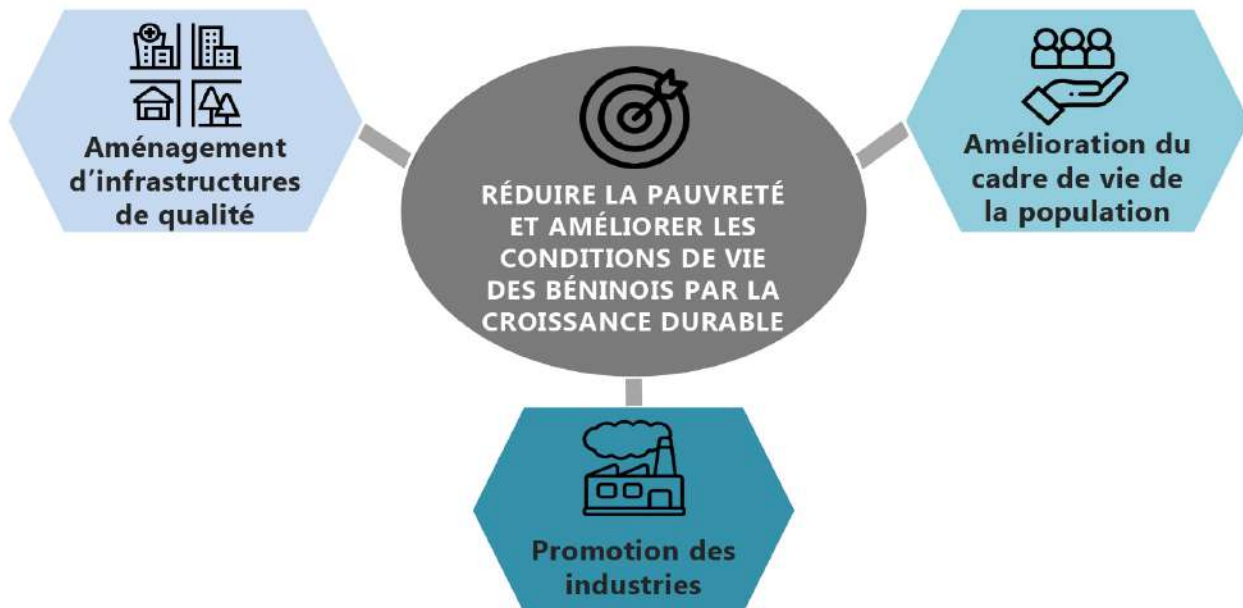 Aménagement
d’infrastructures
de qualité
RÉDUIRE LA PAUVRETÉ
ET AMÉLIORER LES
CONDITIONS DE VIE
DES BÉNINOIS PAR LA
CROISSANCE DURABLE
Amélioration du
cadre de vie de
la population
Promotion des
industries